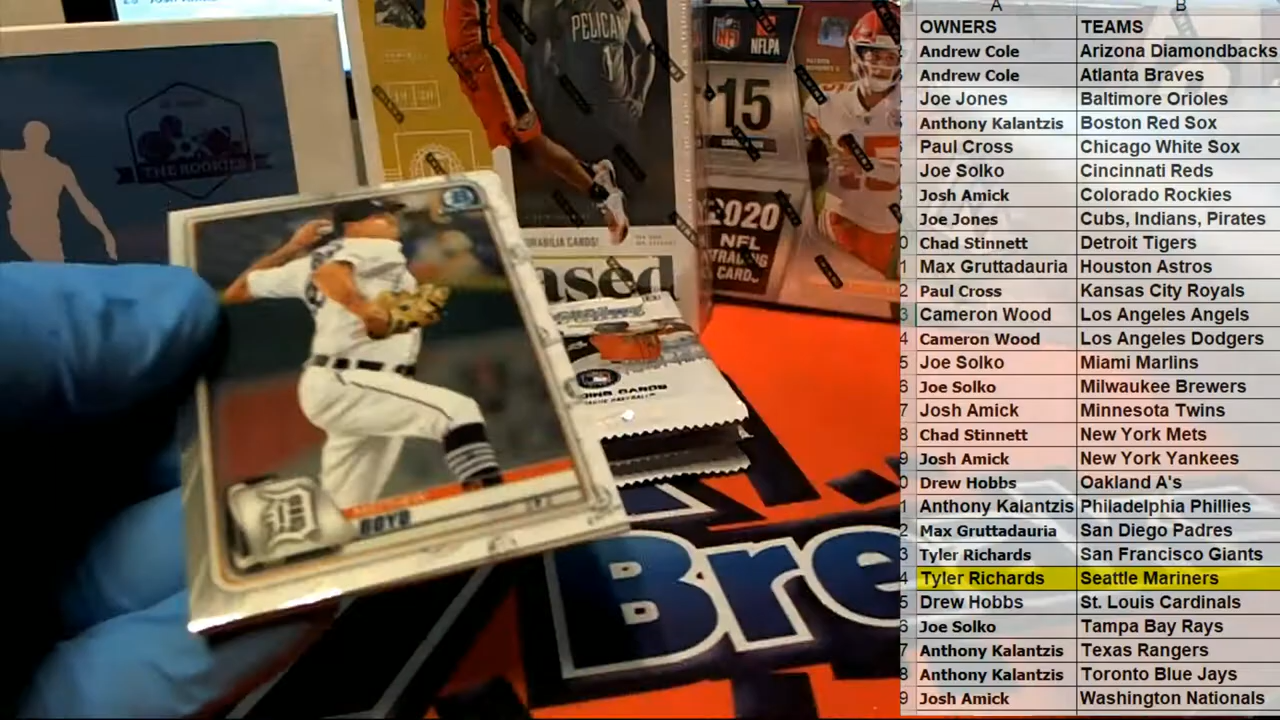 THE ROOKIES
PELICANS
NFL
NFLPA
15
2020
NFL
TRADING
CARDS
ased
BOYD
Bre
A B
OWNERS TEAMS
Andrew Cole Arizona Diamondbacks
Andrew Cole Atlanta Braves
Joe Jones Baltimore Orioles
Anthony Kalantzis Boston Red Sox
Paul Cross Chicago White Sox
Joe Solko Cincinnati Reds
Josh Amick Colorado Rockies
Joe Jones Cubs, Indians, Pirates
Chad Stinnett Detroit Tigers
Max Gruttadauria Houston Astros
Paul Cross Kansas City Royals
Cameron Wood Los Angeles Angels
Cameron Wood Los Angeles Dodgers
Joe Solko Miami Marlins
Joe Solko Milwaukee Brewers
Josh Amick Minnesota Twins
Chad Stinnett New York Mets
Josh Amick New York Yankees
Drew Hobbs Oakland A's
Anthony Kalantzis Philadelphia Phillies
Max Gruttadauria San Diego Padres
Tyler Richards San Francisco Giants
Tyler Richards Seattle Mariners
Drew Hobbs St. Louis Cardinals
Joe Solko Tampa Bay Rays
Anthony Kalantzis Texas Rangers
Anthony Kalantzis Toronto Blue Jays
Josh Amick Washington Nationals